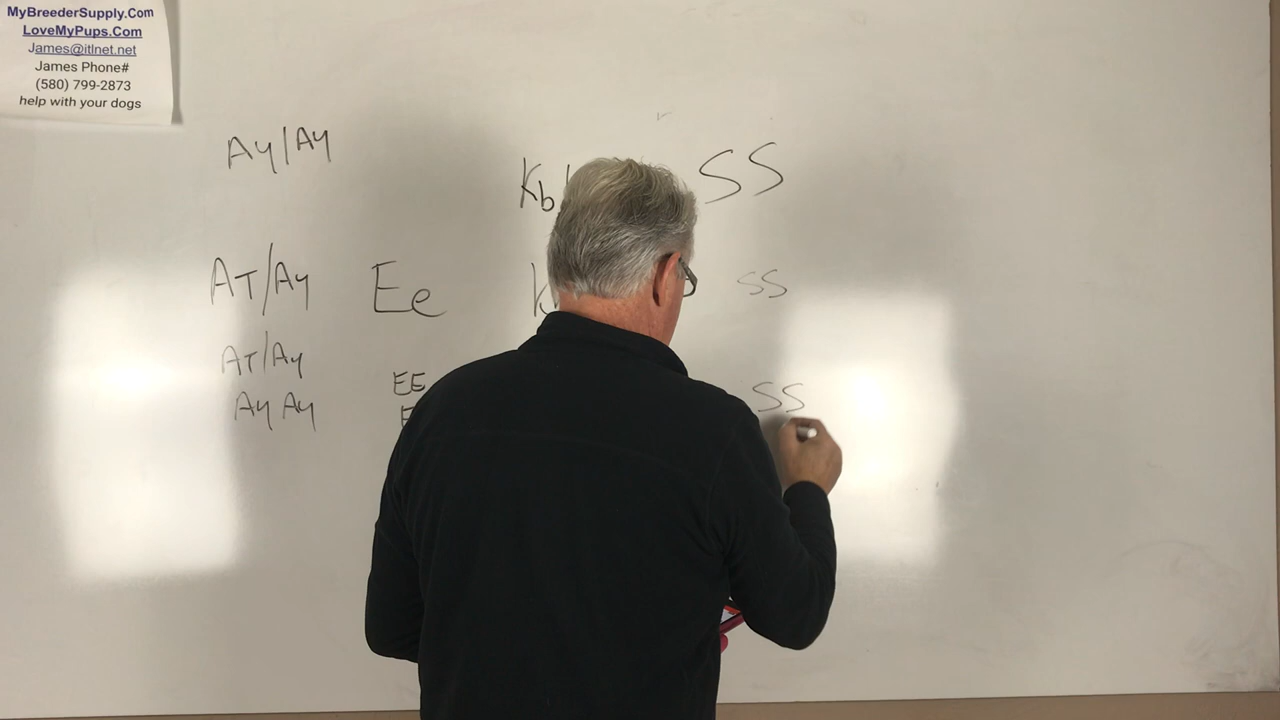 MyBreederSupply.Com
LoveMyPups.Com
James@itlnet.net
James Phone#
(580) 799-2873
help with your dogs
Ay/Ay Kb SS
AT/Ay Ee ss
AT/Ay EE SS
Ay Ay